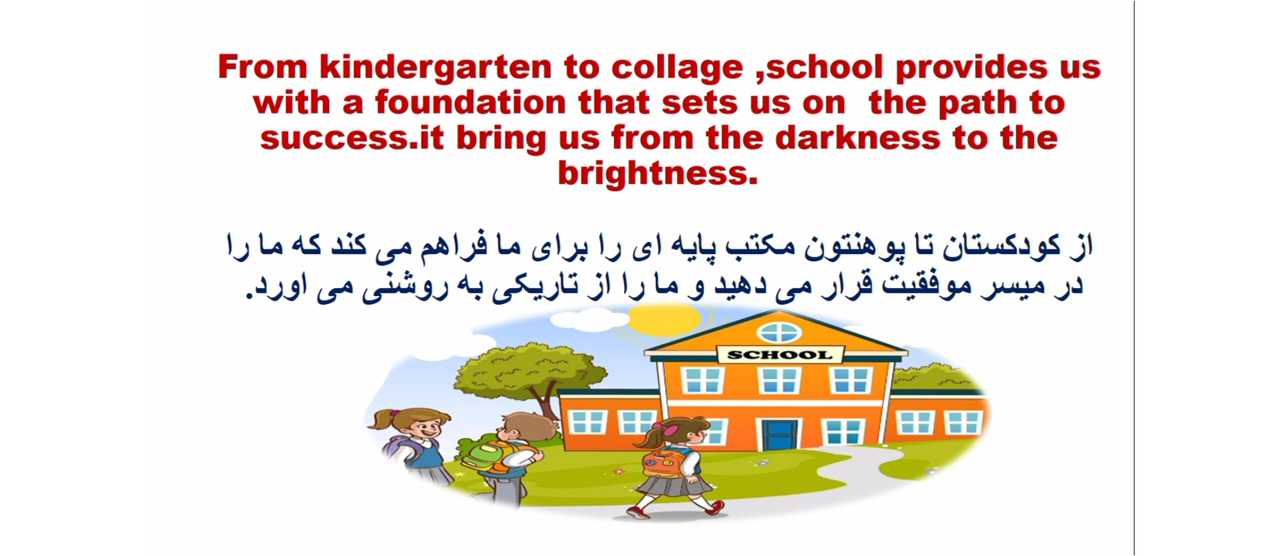 From kindergarten to collage ,school provides us
with a foundation that sets us on  the path to
success.it bring us from the darkness to the
brightness.
از کودکستان تا پوهنتون مکتب پایه ای را برای ما فراهم می کند که ما را
در میسر موفقیت قرار می دهید و ما را از تاریکی به روشنی می اورد.
SCHOOL